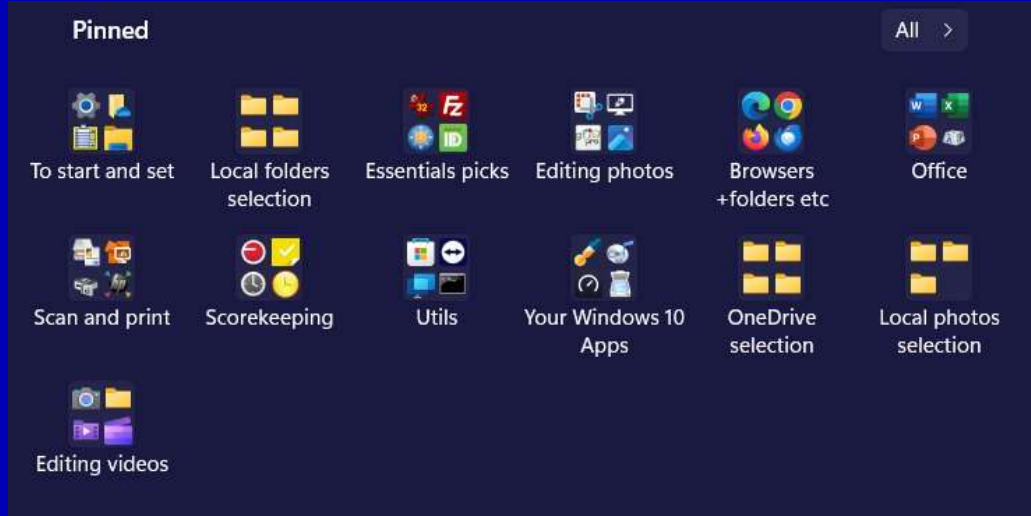 Pinned
All
To start and set
Local folders
selection
Essentials picks
Editing photos
Browsers
+folders etc
Office
Scan and print
Scorekeeping
Utils
Your Windows 10
Apps
OneDrive
selection
Local photos
selection
Editing videos